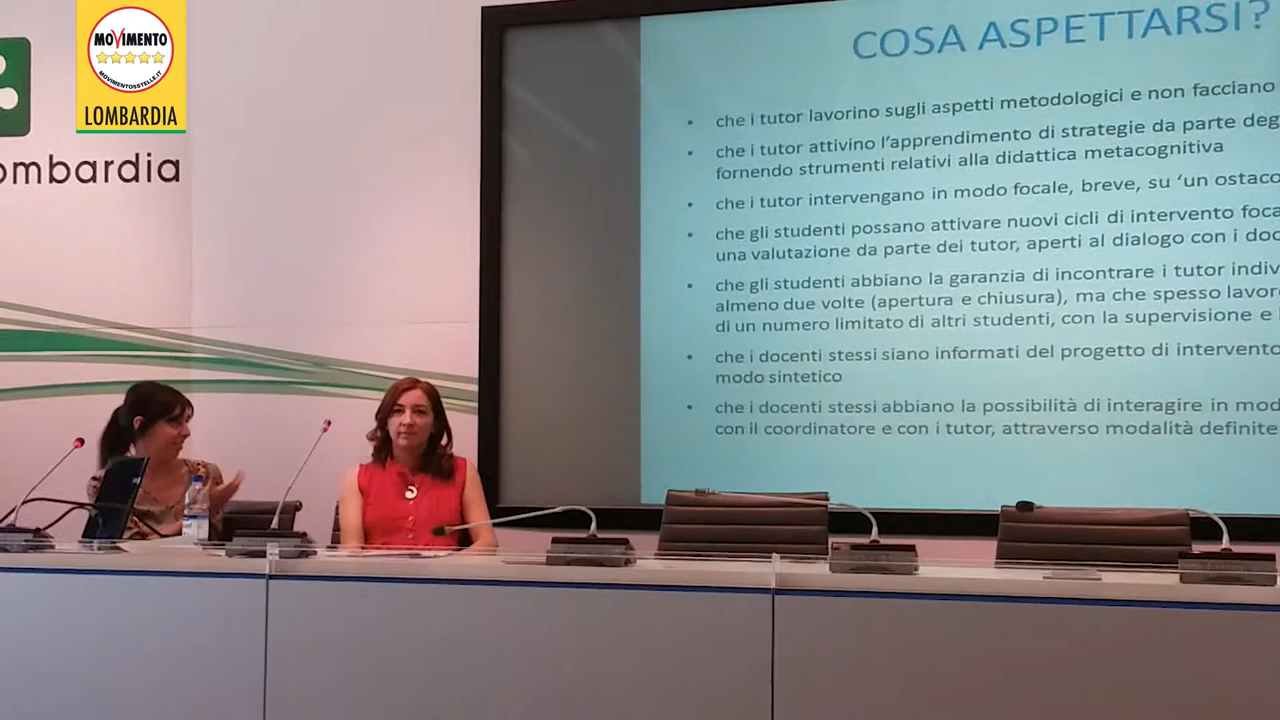 MOVIMENTO
MOVIMENTO5STELLE.IT
LOMBARDIA
ombardia
COSA ASPETTARSI?
• che i tutor lavorino sugli aspetti metodologici e non facciano
• che i tutor attivino l'apprendimento di strategie da parte deg
fornendo strumenti relativi alla didattica metacognitiva
• che i tutor intervengano in modo focale, breve, su 'un ostaco
• che gli studenti possano attivare nuovi cicli di intervento foca
una valutazione da parte dei tutor, aperti al dialogo con i doc
• che gli studenti abbiano la garanzia di incontrare i tutor indiv
almeno due volte (apertura e chiusura), ma che spesso lavor
di un numero limitato di altri studenti, con la supervisione e
• che i docenti stessi siano informati del progetto di intervento
modo sintetico
• che i docenti stessi abbiano la possibilità di interagire in mod
con il coordinatore e con i tutor, attraverso modalità definite